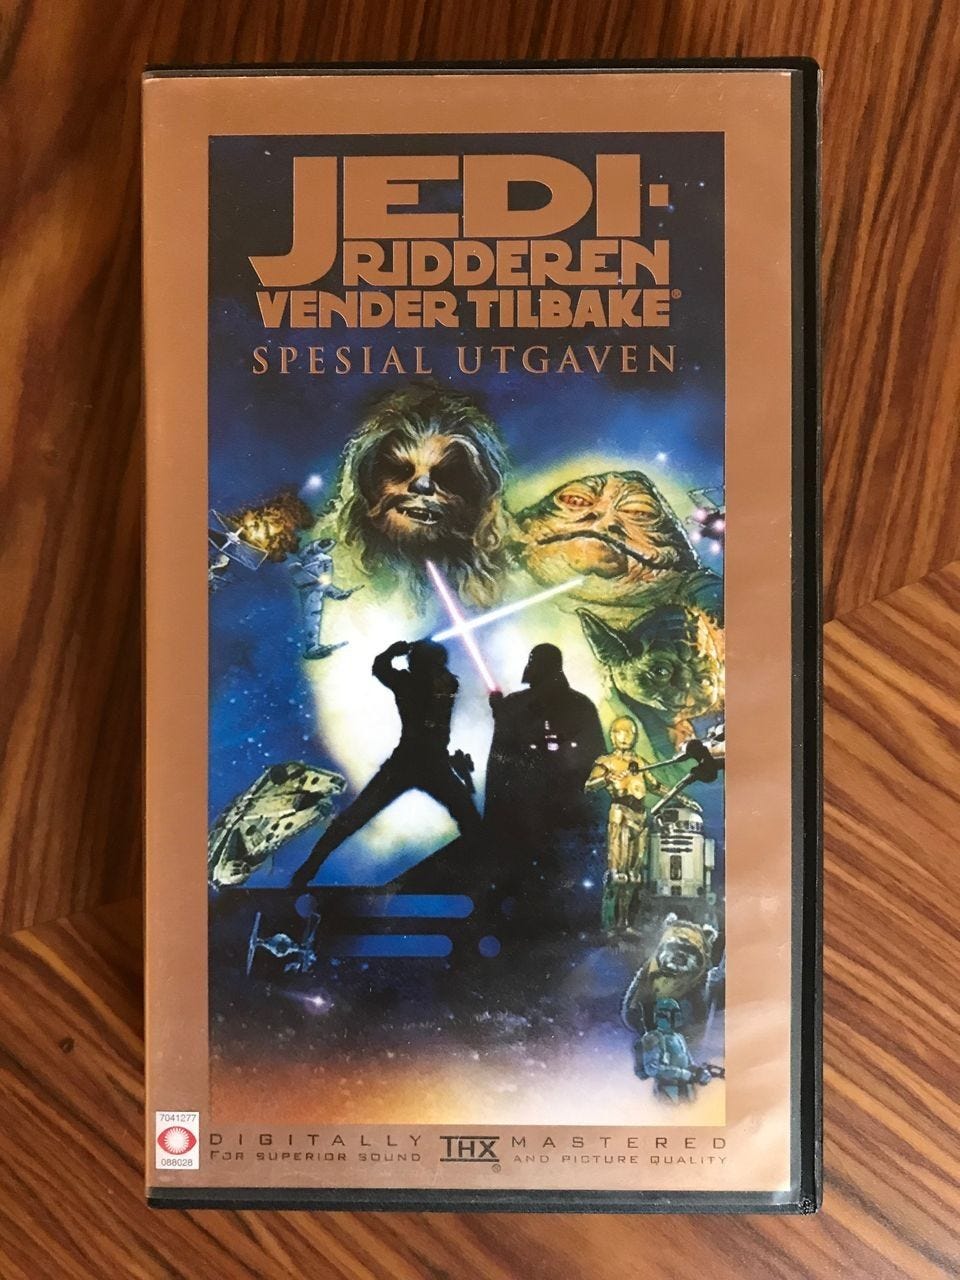 JEDI-
RIDDEREN
VENDER TILBAKE®
SPESIAL UTGAVEN
7041277
088028
DIGITALLY THX® MASTERED
FOR SUPERIOR SOUND AND PICTURE QUALITY